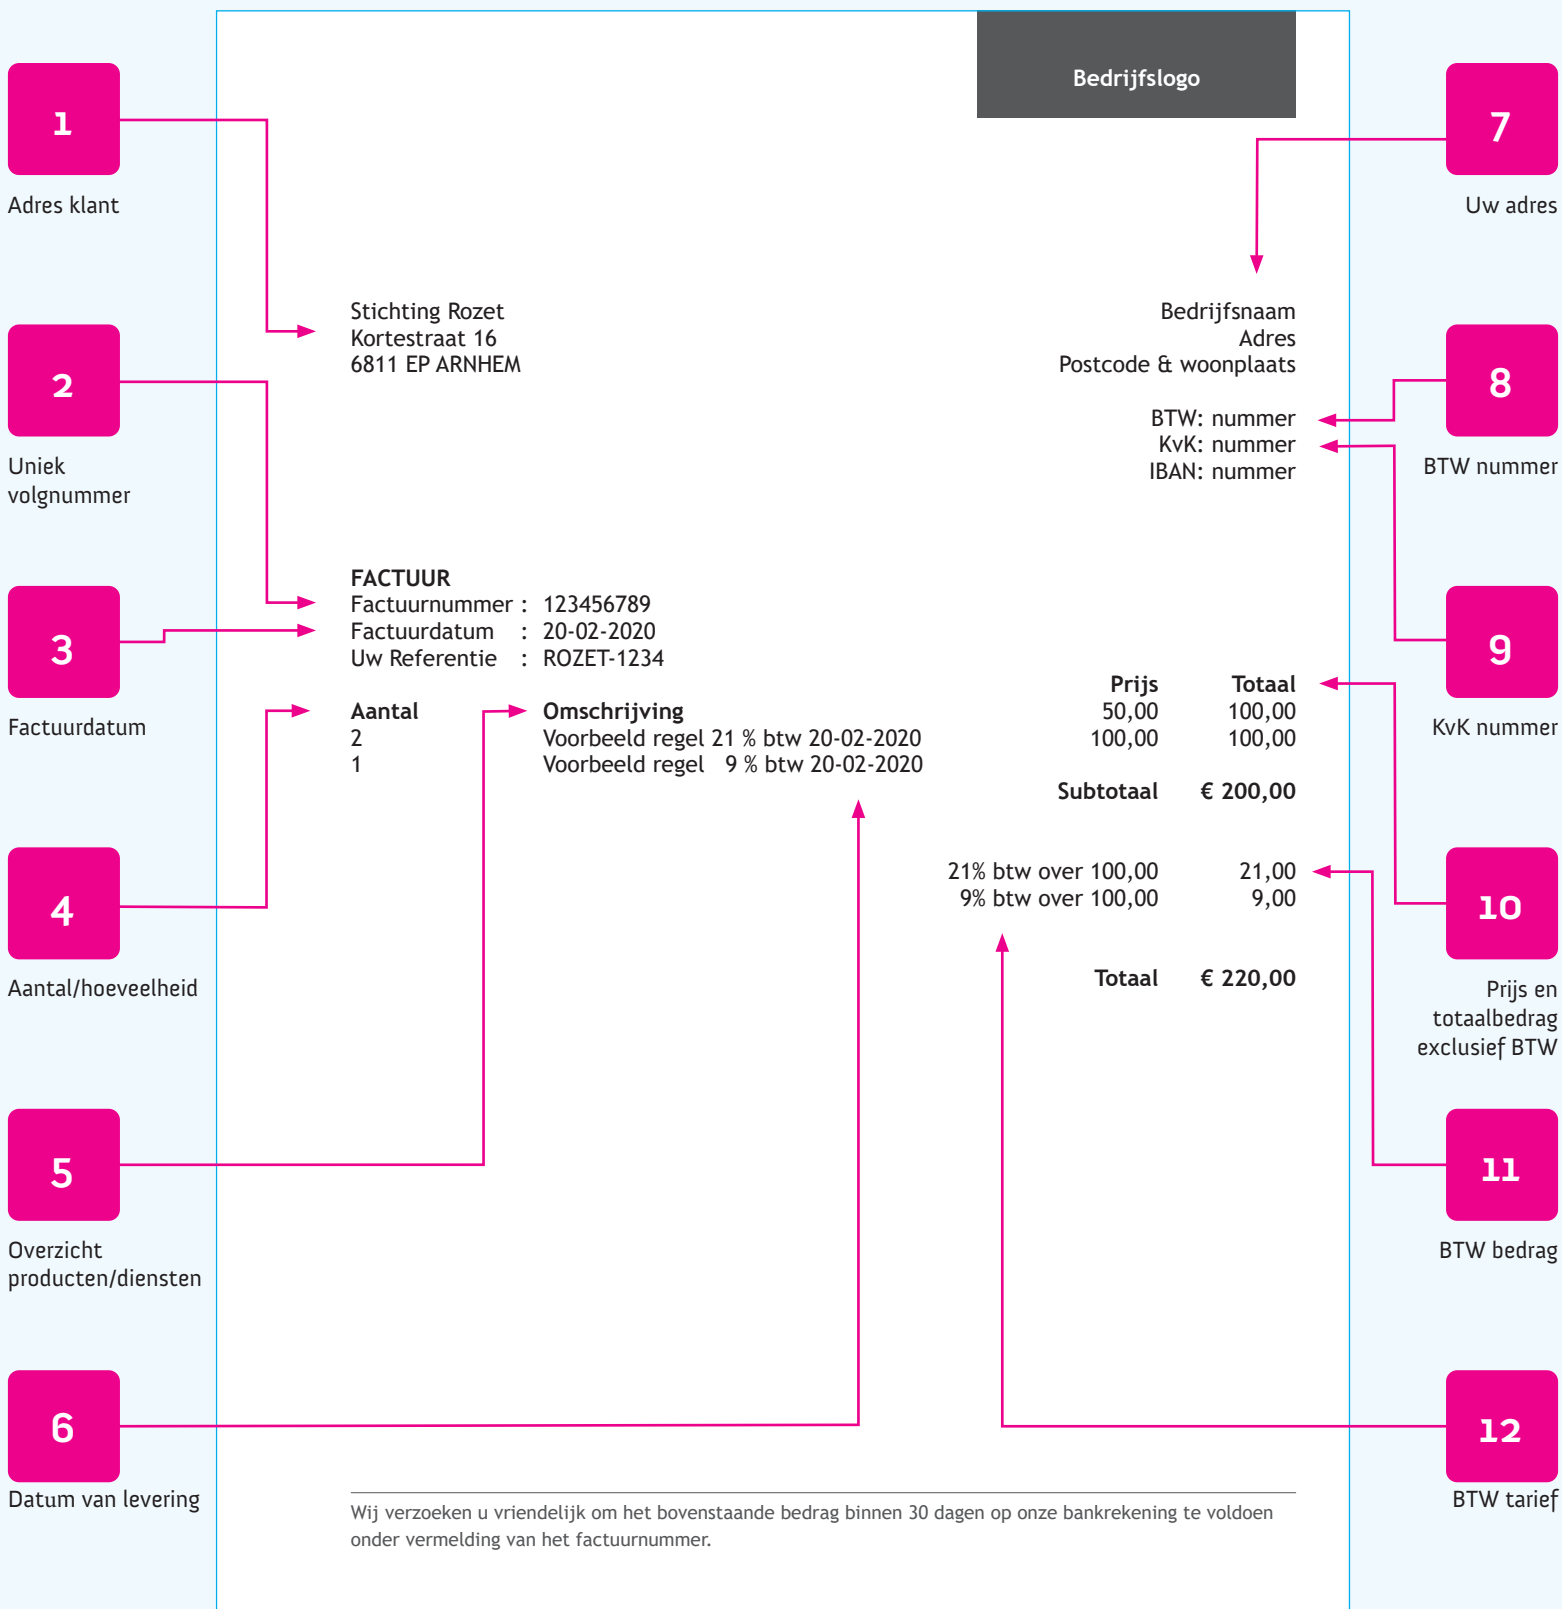 Bedrijfslogo
1
Adres klant
7
Uw adres
Stichting Rozet
Kortestraat 16
6811 EP ARNHEM
Bedrijfsnaam
Adres
Postcode & woonplaats
2
Uniek
volgnummer
8
BTW nummer
BTW: nummer
KvK: nummer
IBAN: nummer
FACTUUR
Factuurnummer : 123456789
Factuurdatum : 20-02-2020
Uw Referentie : ROZET-1234
3
Factuurdatum
9
KvK nummer
Aantal Omschrijving Prijs Totaal
2 Voorbeeld regel 21 % btw 20-02-2020 50,00 100,00
1 Voorbeeld regel 9 % btw 20-02-2020 100,00 100,00
Subtotaal € 200,00
21% btw over 100,00 21,00
9% btw over 100,00 9,00
Totaal € 220,00
4
Aantal/hoeveelheid
10
Prijs en
totaalbedrag
exclusief BTW
5
Overzicht
producten/diensten
11
BTW bedrag
6
Datum van levering
12
BTW tarief
Wij verzoeken u vriendelijk om het bovenstaande bedrag binnen 30 dagen op onze bankrekening te voldoen
onder vermelding van het factuurnummer.